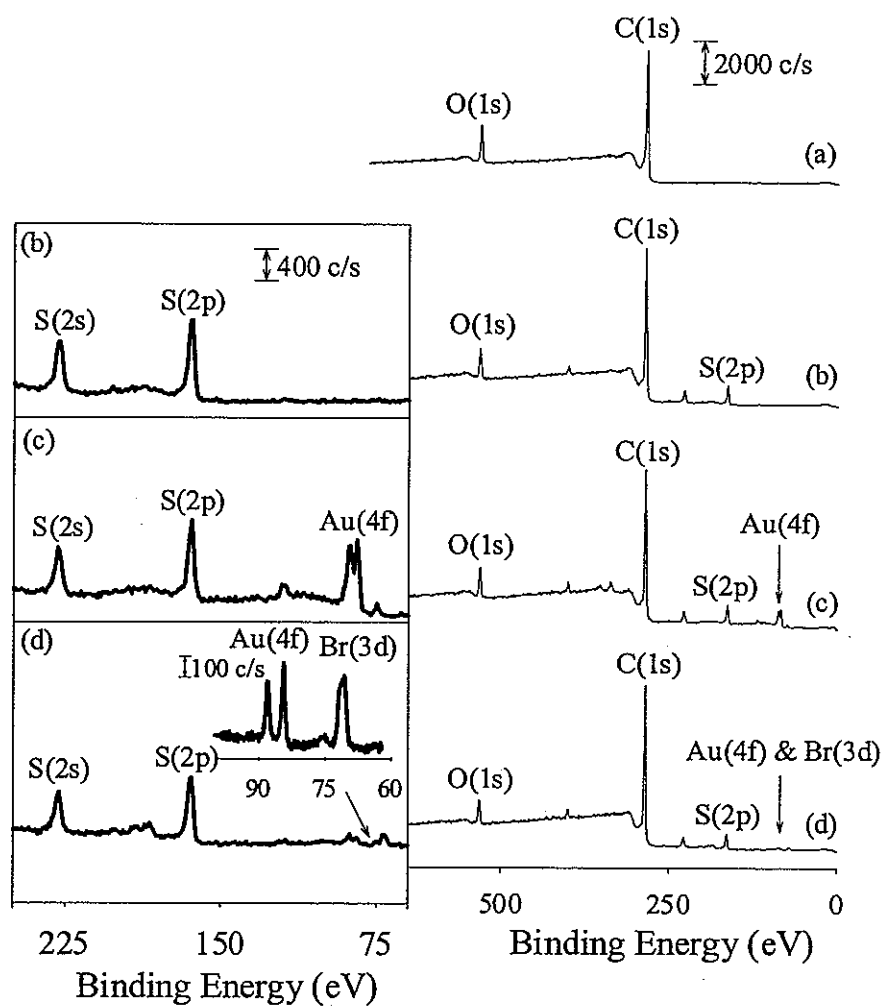 C(1s)
2000 c/s
O(1s)
(a)
(b)
400 c/s
S(2s)
S(2p)
C(1s)
O(1s)
S(2p)
(b)
(c)
S(2s)
S(2p)
Au(4f)
C(1s)
O(1s)
Au(4f)
S(2p)
(c)
(d)
Au(4f)
Br(3d)
100 c/s
S(2s)
S(2p)
90
75
60
C(1s)
Au(4f) & Br(3d)
O(1s)
S(2p)
(d)
225
150
75
Binding Energy (eV)
500
250
0
Binding Energy (eV)